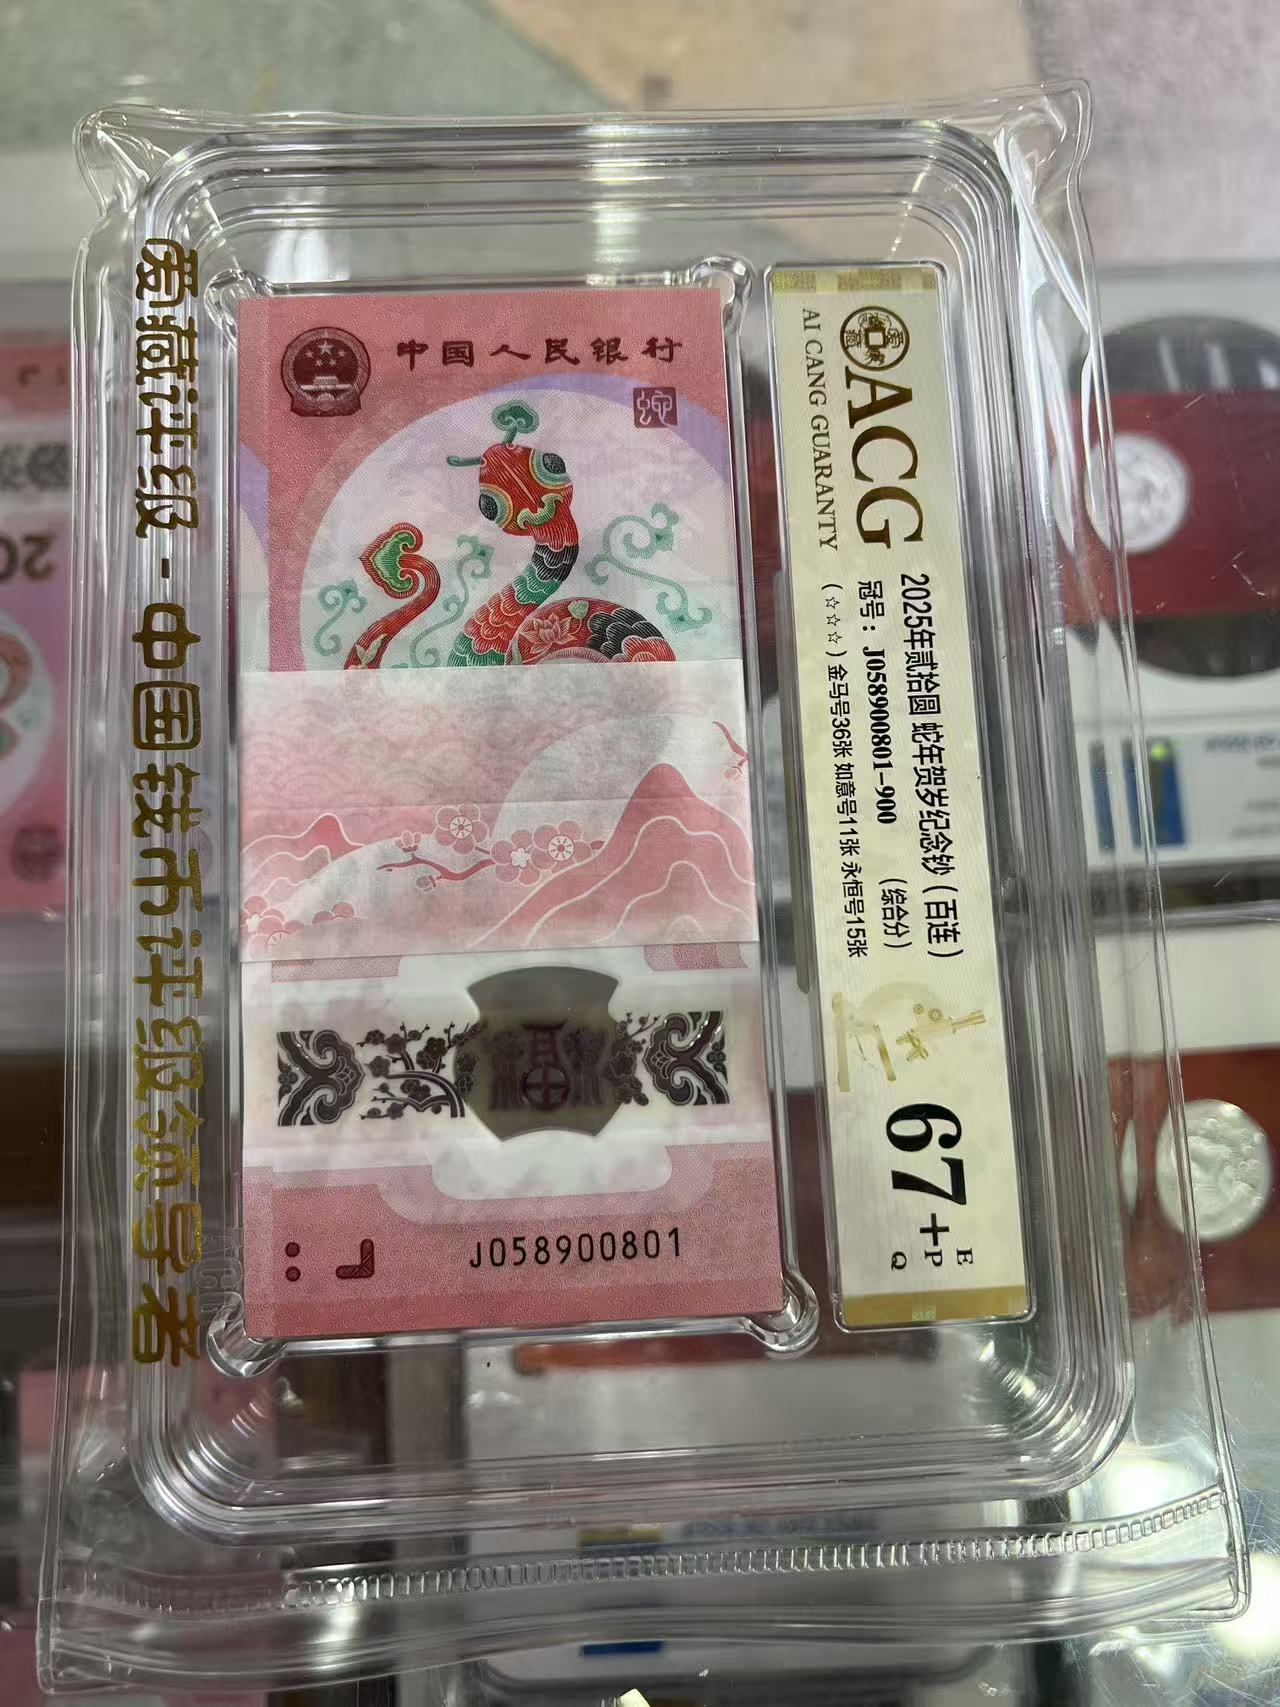 爱藏评级-中国钱币评级领导者
中国人民银行
J058900801
ACG
AI CANG GUARANTY
2025年贰拾圆 蛇年贺岁纪念钞(百连)
冠号:J058900801-900 (综合分)
(☆☆☆)金马号36张 如意号11张 永恒号15张
67+
E
P
Q
20